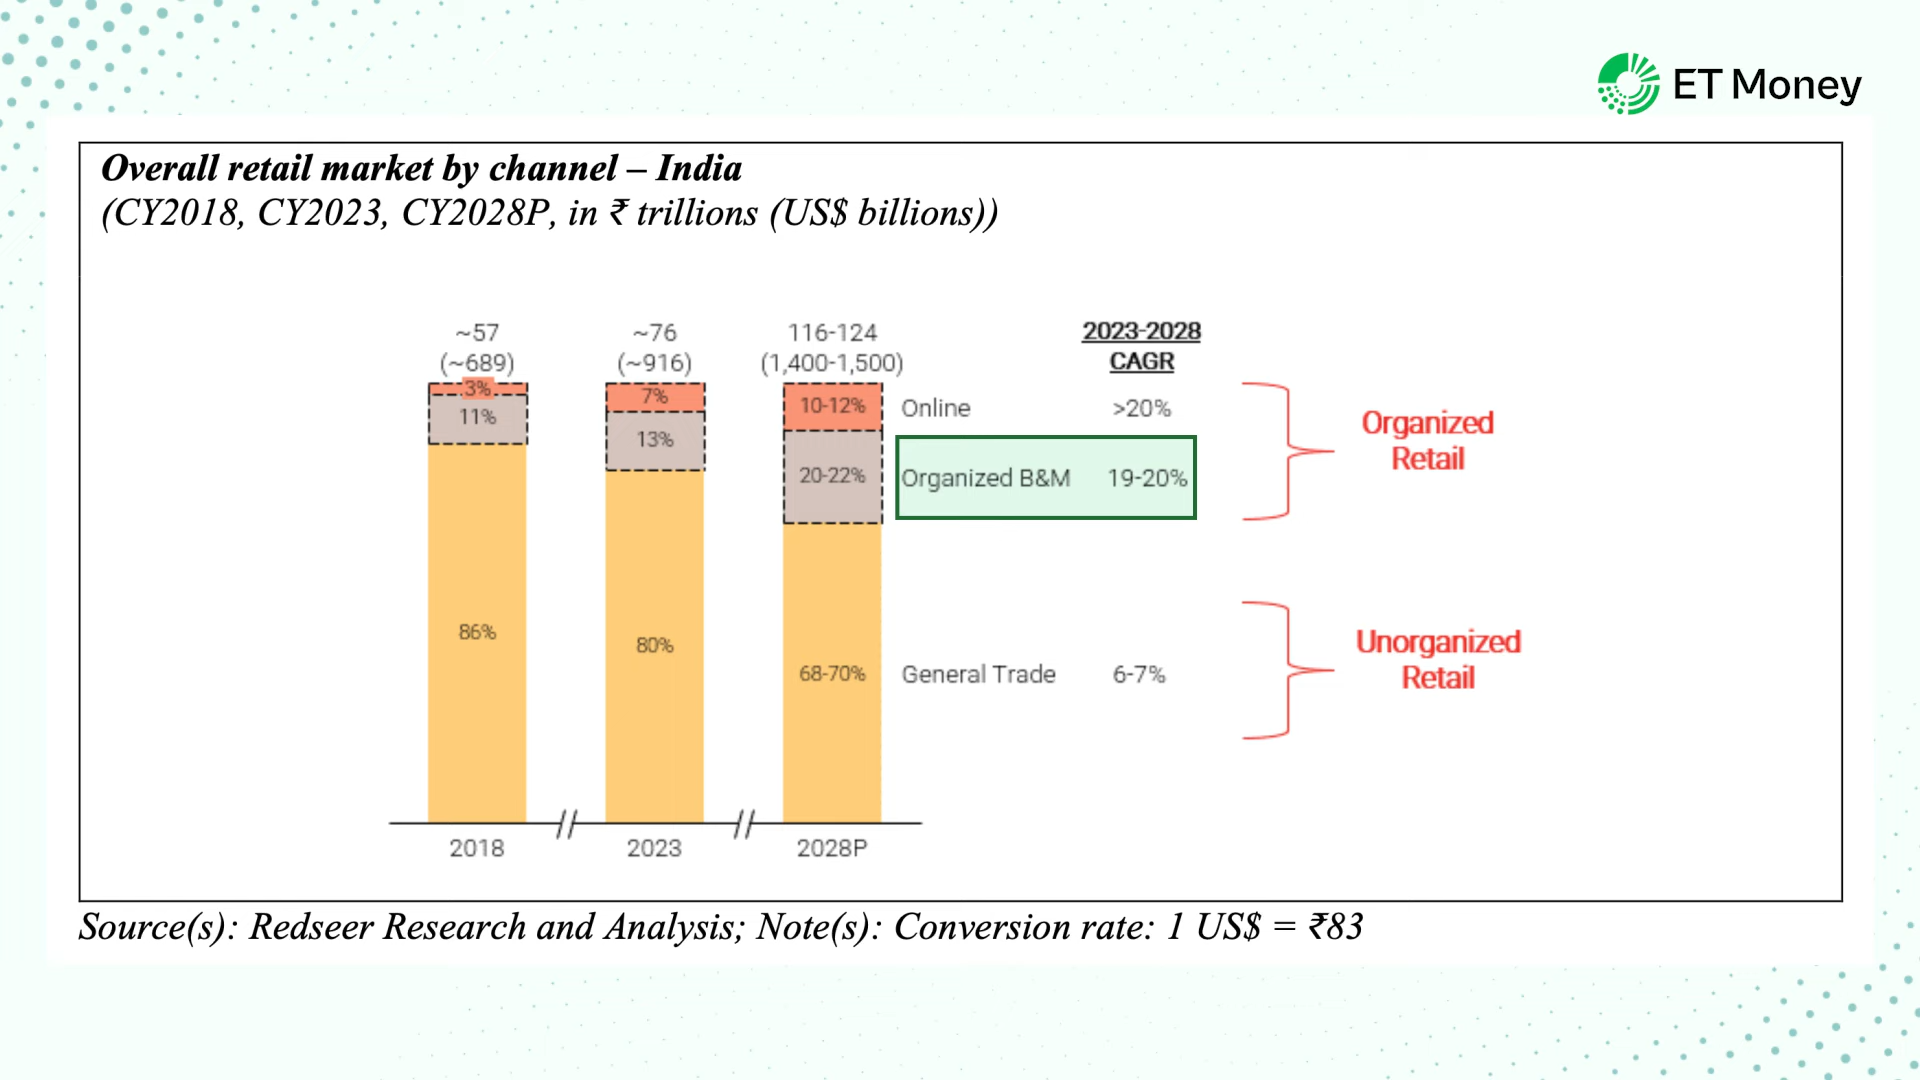 ET Money
Overall retail market by channel – India
(CY2018, CY2023, CY2028P, in ₹ trillions (US$ billions))
~57
(~689)
~76
(~916)
116-124
(1,400-1,500)
2023-2028
CAGR
3%
11%
86%
7%
13%
80%
10-12%
20-22%
68-70%
Online >20%
Organized B&M 19-20%
General Trade 6-7%
Organized
Retail
Unorganized
Retail
2018 2023 2028P
Source(s): Redseer Research and Analysis; Note(s): Conversion rate: 1 US$ = ₹83